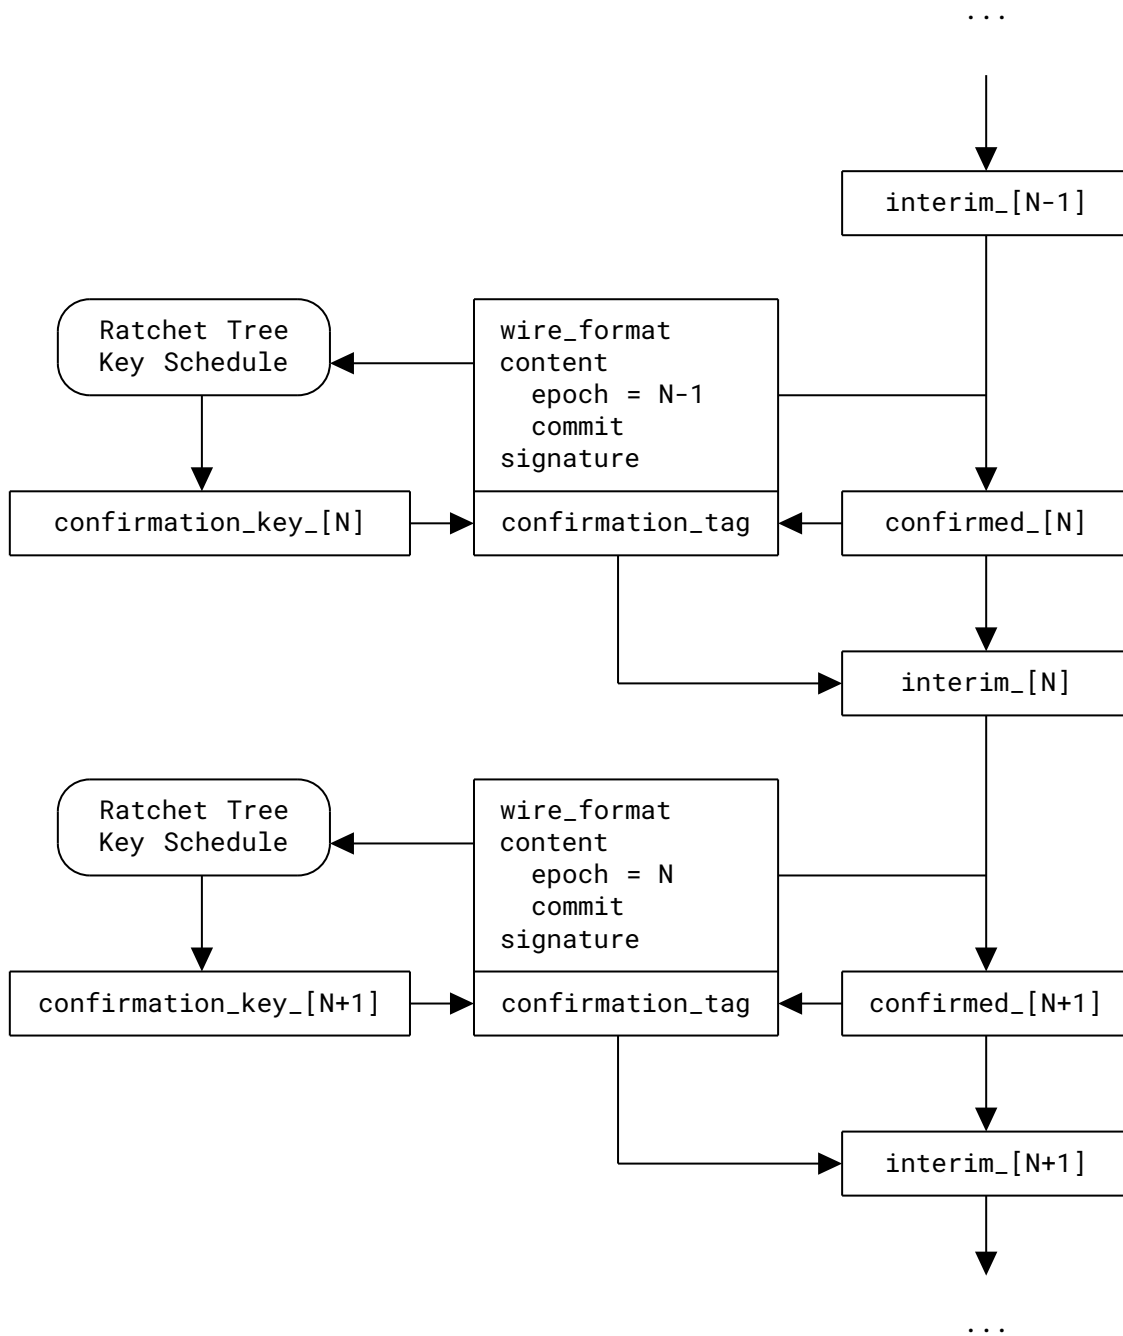 ...
interim_[N-1]
Ratchet Tree
Key Schedule
wire_format
content
epoch = N-1
commit
signature
confirmation_key_[N]
confirmation_tag
confirmed_[N]
interim_[N]
Ratchet Tree
Key Schedule
wire_format
content
epoch = N
commit
signature
confirmation_key_[N+1]
confirmation_tag
confirmed_[N+1]
interim_[N+1]
...